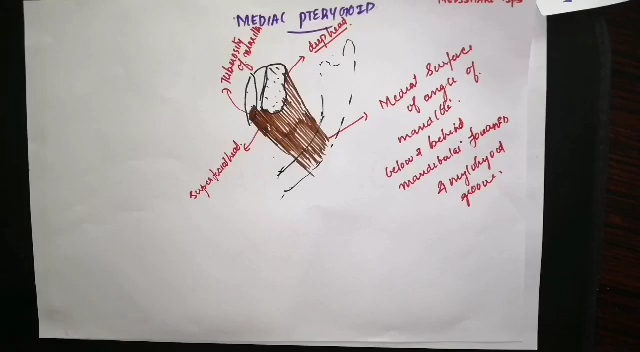 MEDIAL PTERYGOID
Tuberosity
of maxilla
deep head
superficial head
Medial Surface
of angle of
mandible.
below & behind
mandibular foramen
& mylohyoid
groove.